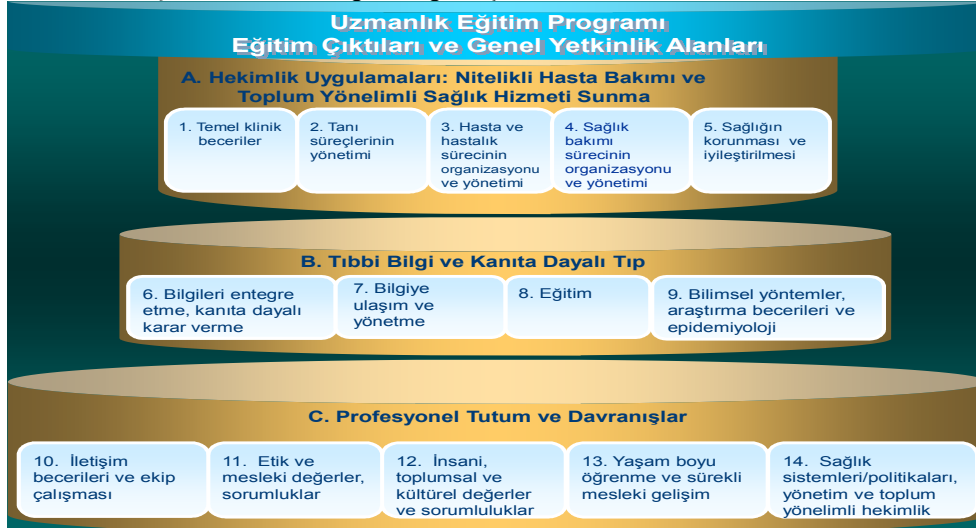 Uzmanlık Eğitim Programı
Eğitim Çıktıları ve Genel Yetkinlik Alanları
A. Hekimlik Uygulamaları: Nitelikli Hasta Bakımı ve
Toplum Yönelimli Sağlık Hizmeti Sunma
1. Temel klinik
beceriler
2. Tanı
süreçlerinin
yönetimi
3. Hasta ve
hastalık
sürecinin
organizasyonu
ve yönetimi
4. Sağlık
bakımı
sürecinin
organizasyonu
ve yönetimi
5. Sağlığın
korunması ve
iyileştirilmesi
B. Tıbbi Bilgi ve Kanıta Dayalı Tıp
6. Bilgileri entegre
etme, kanıta dayalı
karar verme
7. Bilgiye
ulaşım ve
yönetme
8. Eğitim
9. Bilimsel yöntemler,
araştırma becerileri ve
epidemiyoloji
C. Profesyonel Tutum ve Davranışlar
10. İletişim
becerileri ve ekip
çalışması
11. Etik ve
mesleki değerler,
sorumluklar
12. İnsani,
toplumsal ve
kültürel değerler
ve sorumluluklar
13. Yaşam boyu
öğrenme ve sürekli
mesleki gelişim
14. Sağlık
sistemleri/politikaları,
yönetim ve toplum
yönelimli hekimlik